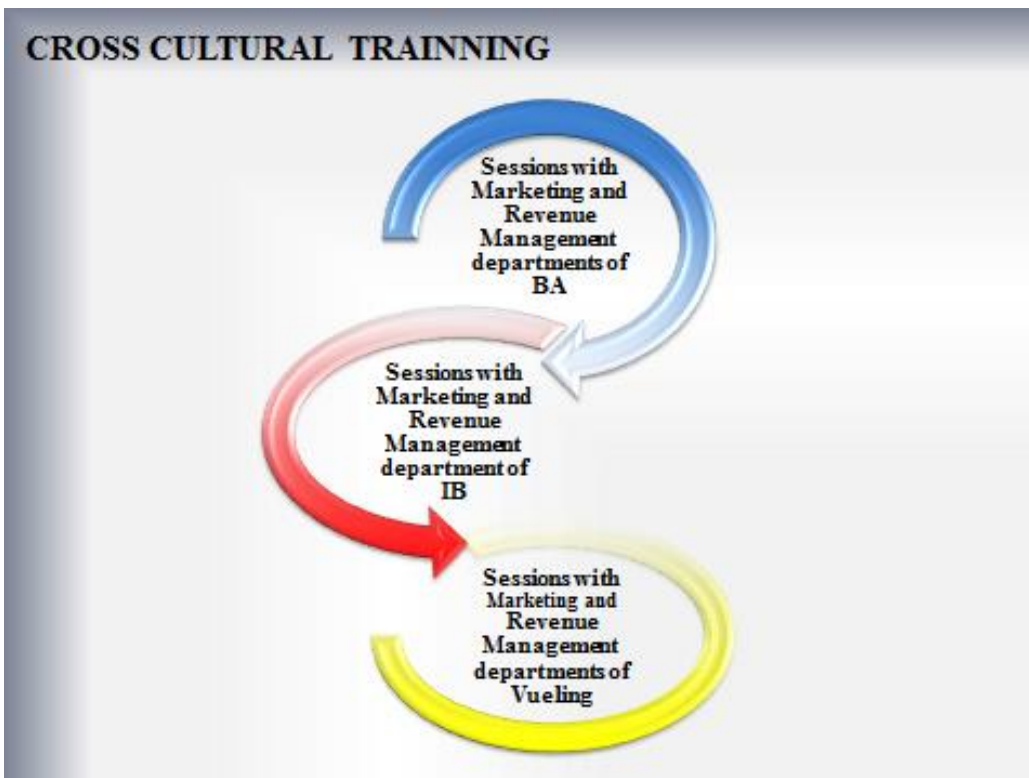 CROSS CULTURAL TRAINNING
Sessions with
Marketing and
Revenue
Management
departments of
BA
Sessions with
Marketing and
Revenue
Management
department of
IB
Sessions with
Marketing and
Revenue
Management
departments of
Vueling